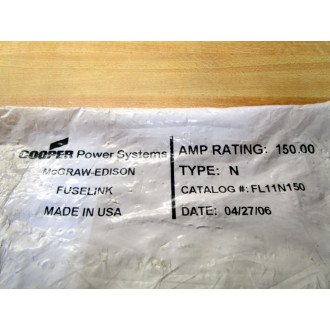 COOPER Power Systems
McGRAW-EDISON
FUSELINK
MADE IN USA
AMP RATING: 150.00
TYPE: N
CATALOG #: FL11N150
DATE: 04/27/06